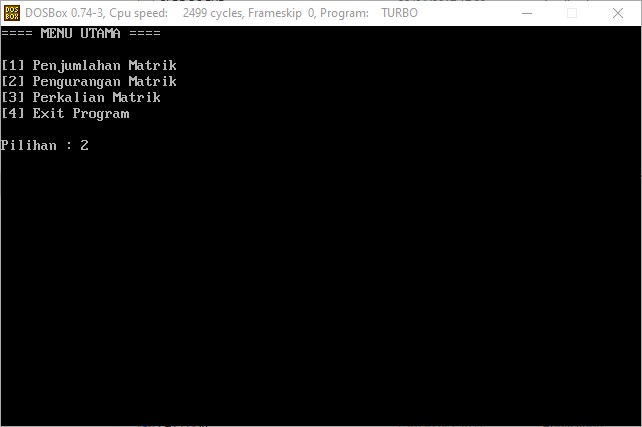 DOS
BOX
DOSBox 0.74-3, Cpu speed: 2499 cycles, Frameskip 0, Program: TURBO
==== MENU UTAMA ====
[1] Penjumlahan Matrik
[2] Pengurangan Matrik
[3] Perkalian Matrik
[4] Exit Program
Pilihan : 2